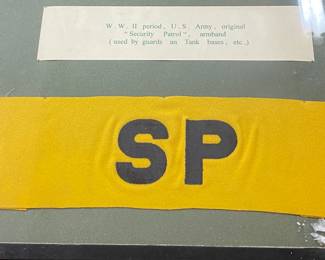 W. W. II period, U. S. Army, original
"Security Patrol", armband
(used by guards on Tank bases, etc.)
SP